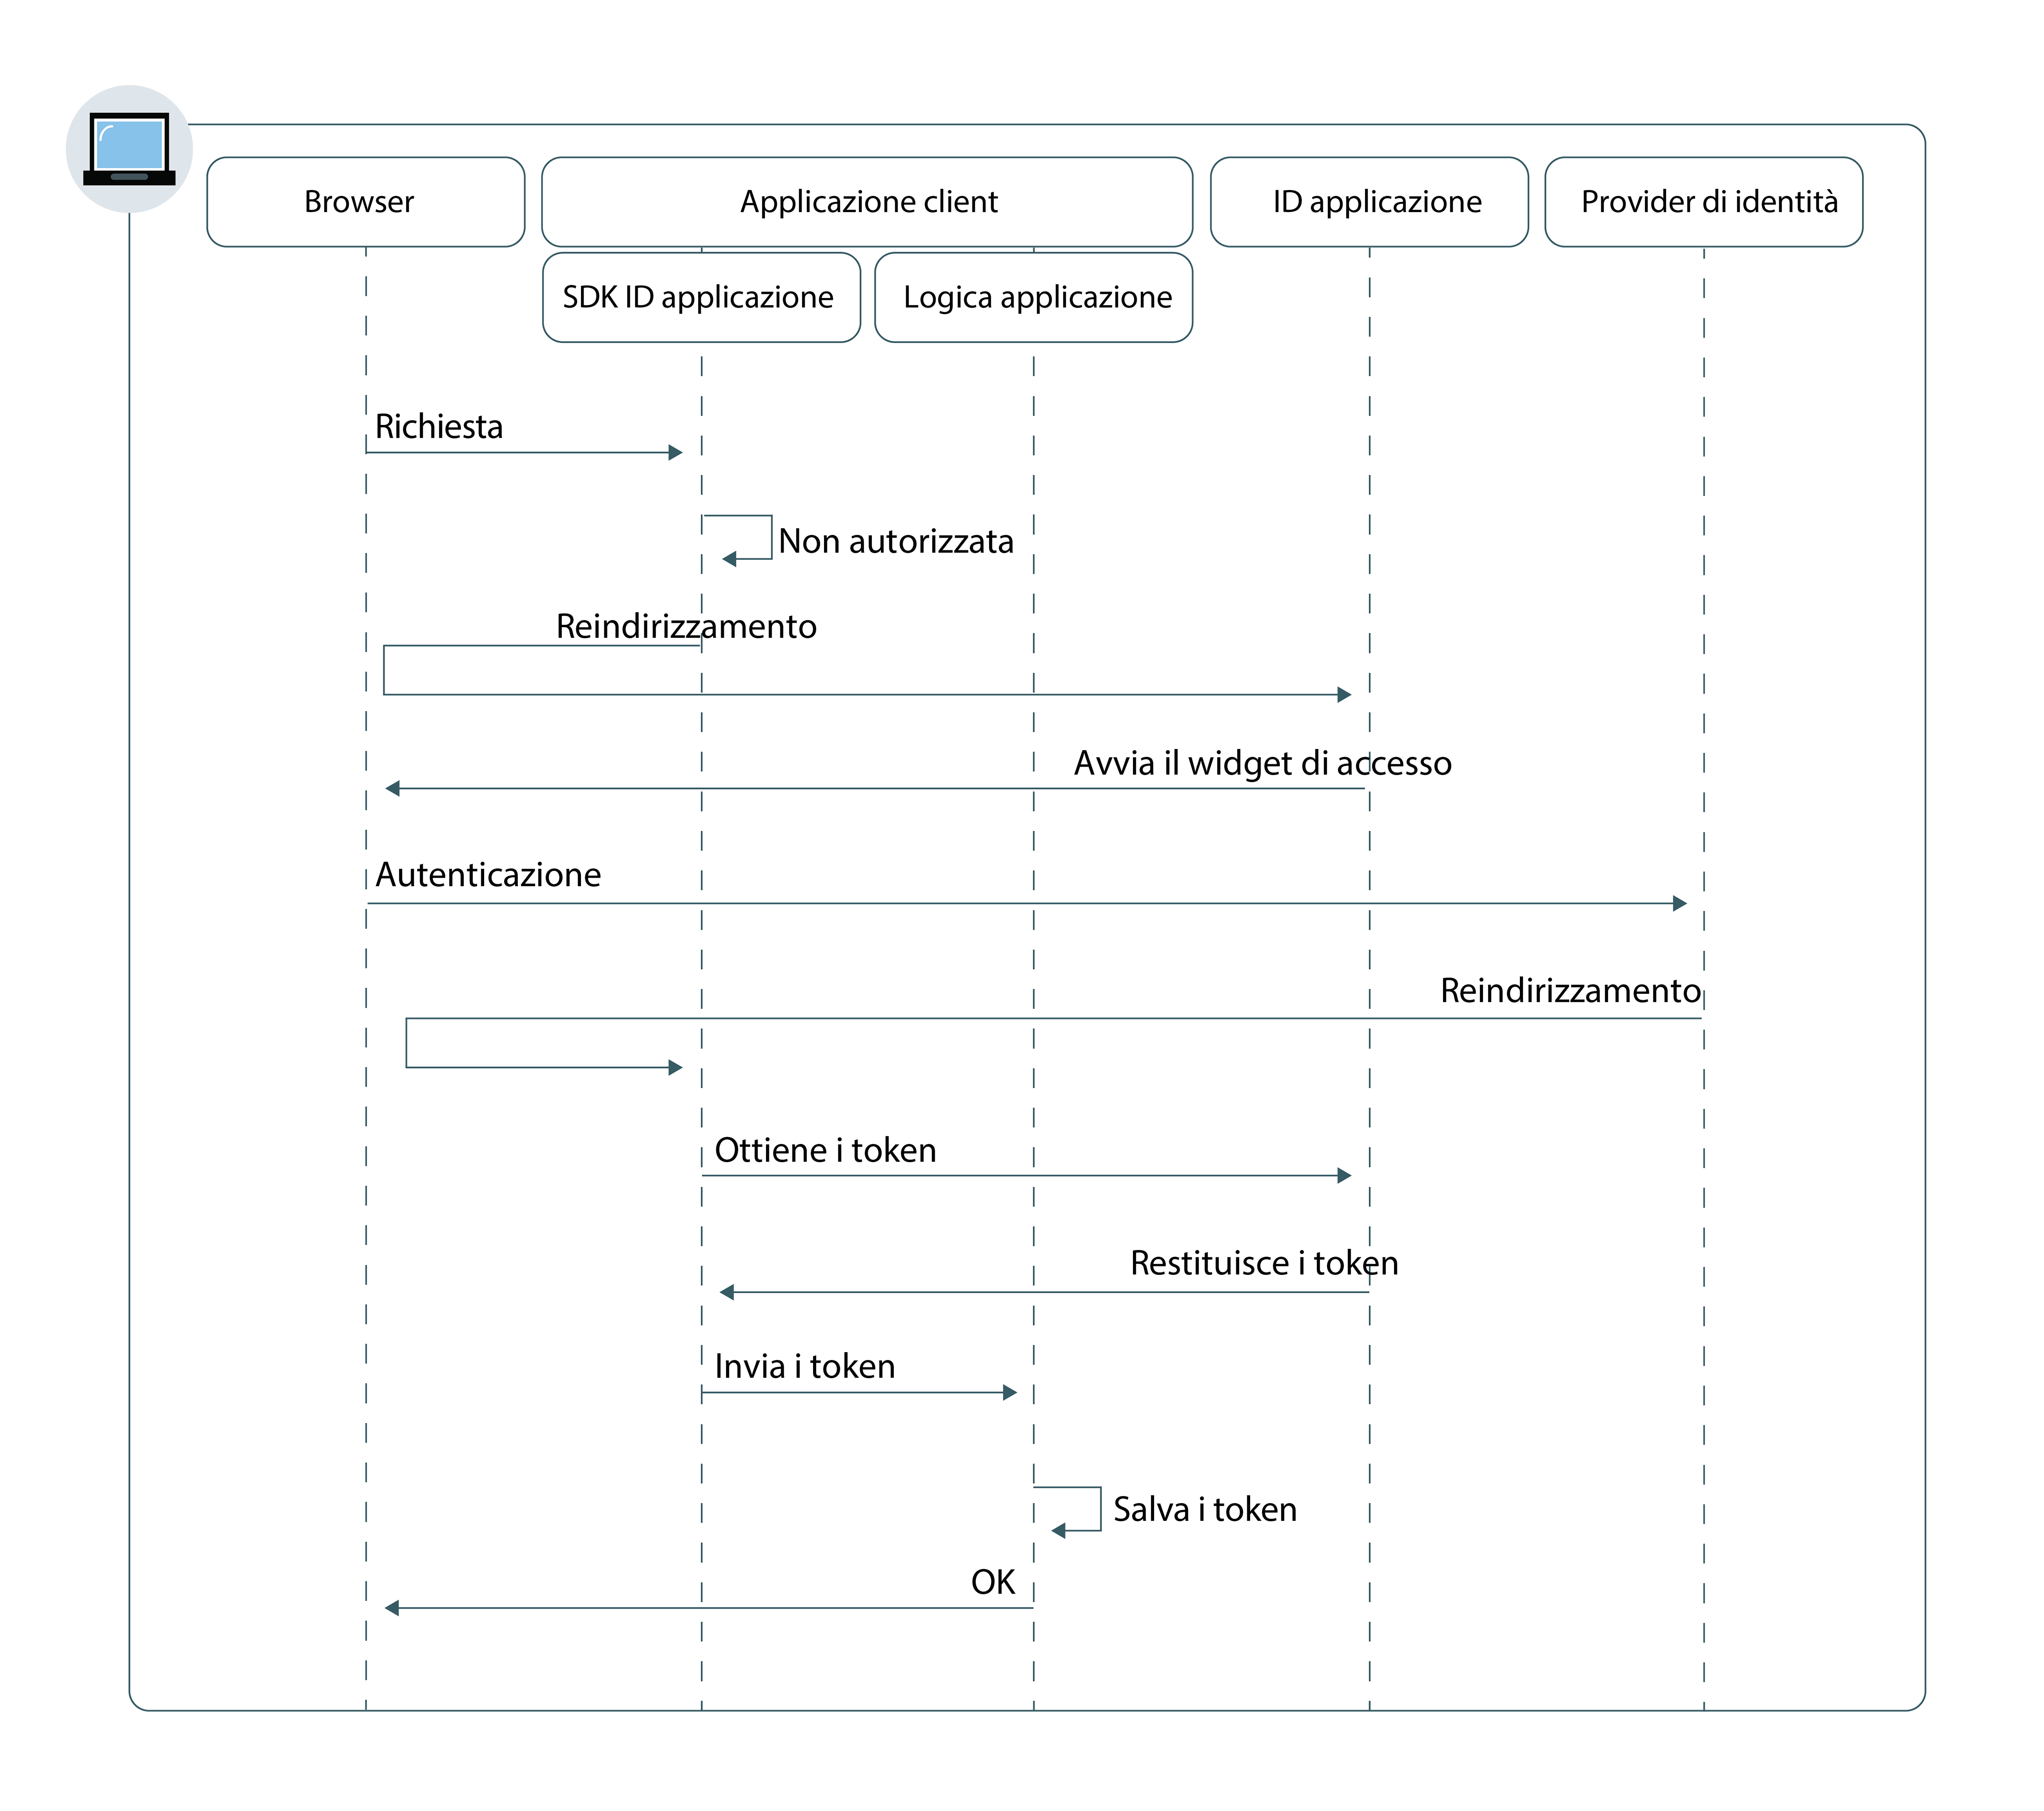 Browser
Applicazione client
ID applicazione
Provider di identità
SDK ID applicazione
Logica applicazione
Richiesta
Non autorizzata
Reindirizzamento
Avvia il widget di accesso
Autenticazione
Reindirizzamento
Ottiene i token
Restituisce i token
Invia i token
Salva i token
OK